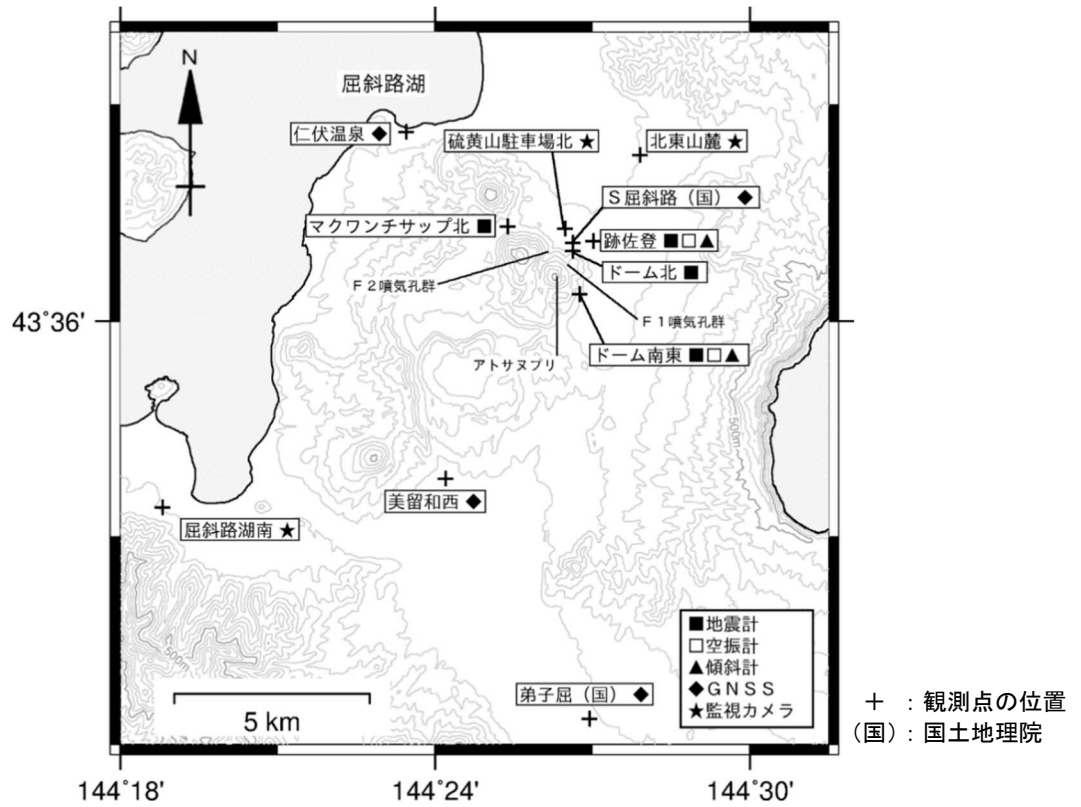 N
屈斜路湖
仁伏温泉 ◆
硫黄山駐車場北 ★
北東山麓 ★
S屈斜路（国） ◆
マクワンチサップ北 ■
跡佐登 ■□▲
ドーム北 ■
F2噴気孔群
F1噴気孔群
43°36'
ドーム南東 ■□▲
アトサヌプリ
500m
美留和西 ◆
屈斜路湖南 ★
500m
■地震計
□空振計
▲傾斜計
◆GNSS
★監視カメラ
弟子屈（国） ◆
5 km
+ ：観測点の位置
（国）：国土地理院
144°18'
144°24'
144°30'